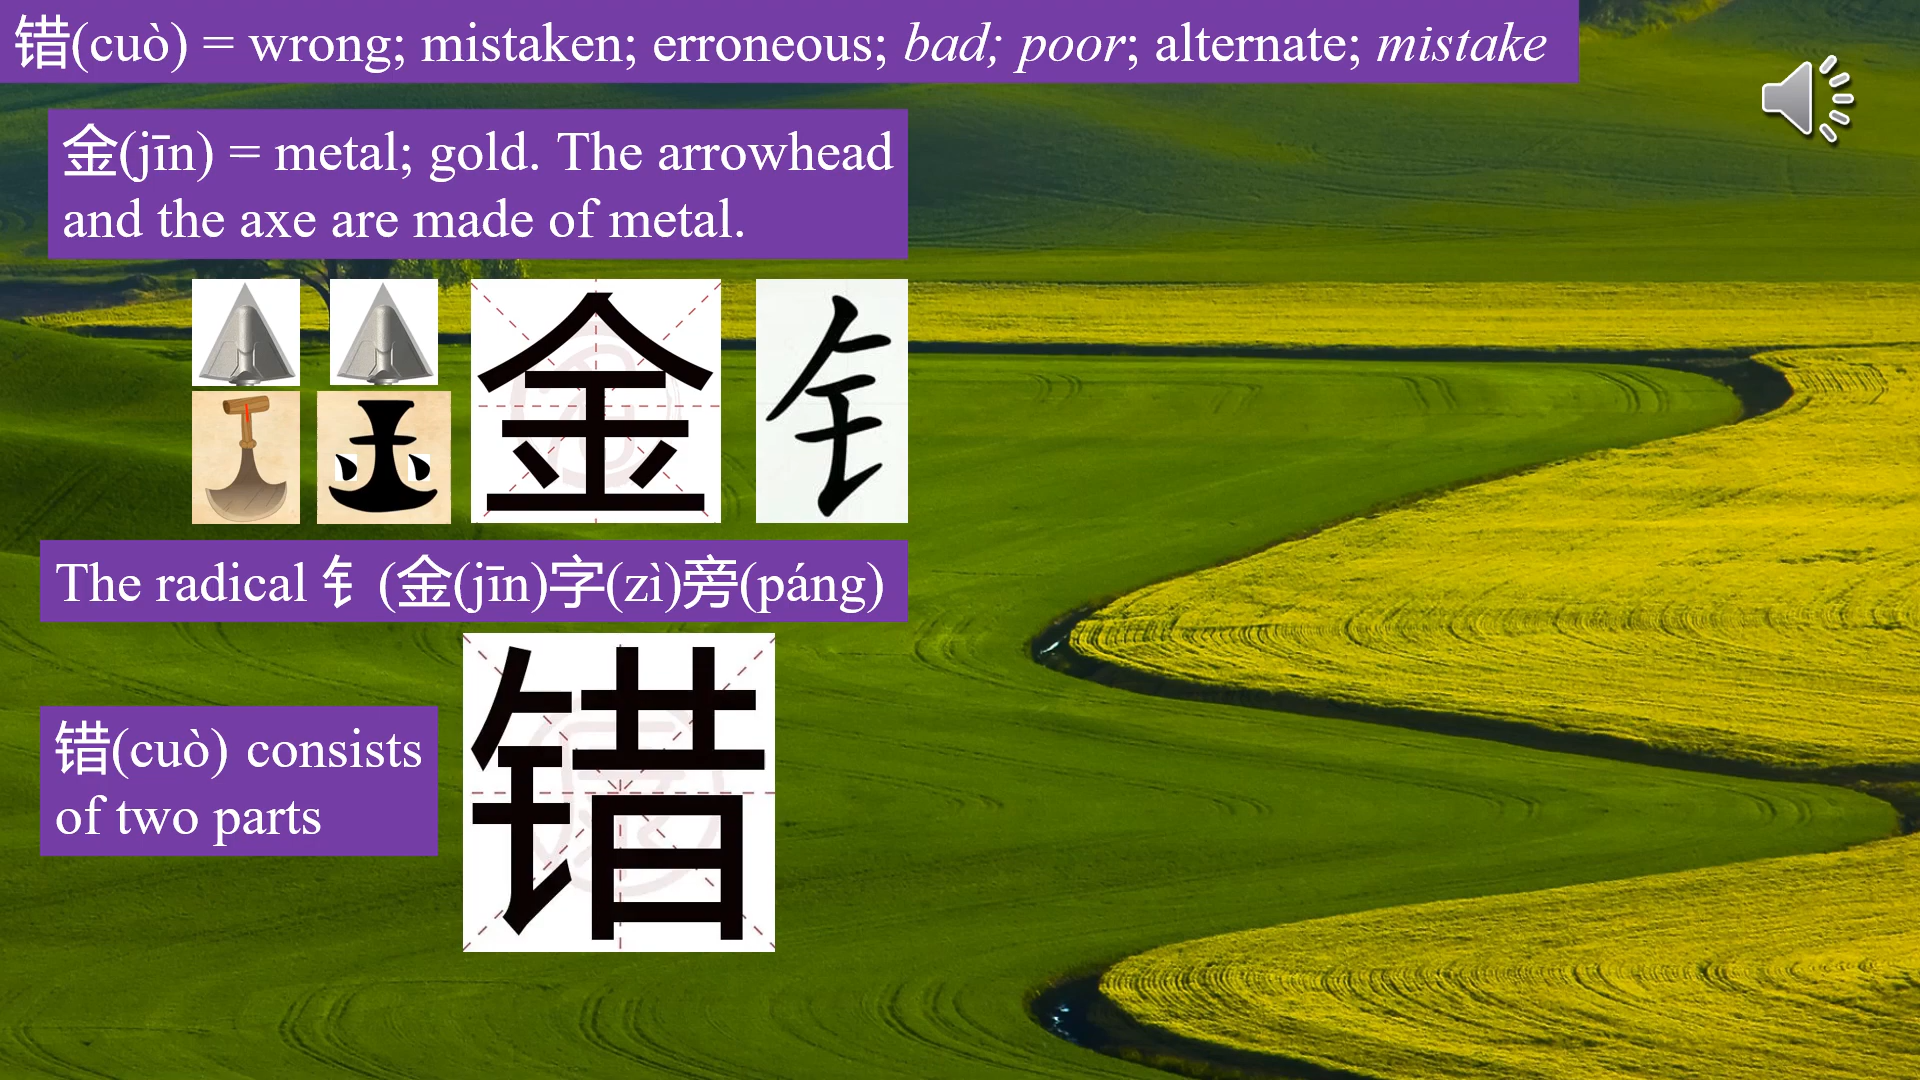 错(cuò) = wrong; mistaken; erroneous; bad; poor; alternate; mistake
金(jīn) = metal; gold. The arrowhead
and the axe are made of metal.
金 钅
The radical 钅(金(jīn)字(zì)旁(páng)
错(cuò) consists
of two parts
错